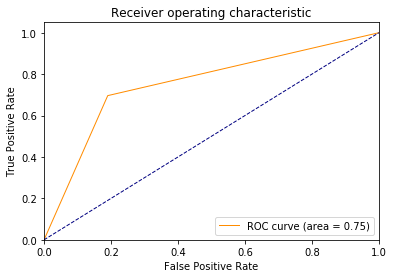 Receiver operating characteristic
True Positive Rate
1.0
0.8
0.6
0.4
0.2
0.0
ROC curve (area = 0.75)
0.0 0.2 0.4 0.6 0.8 1.0
False Positive Rate